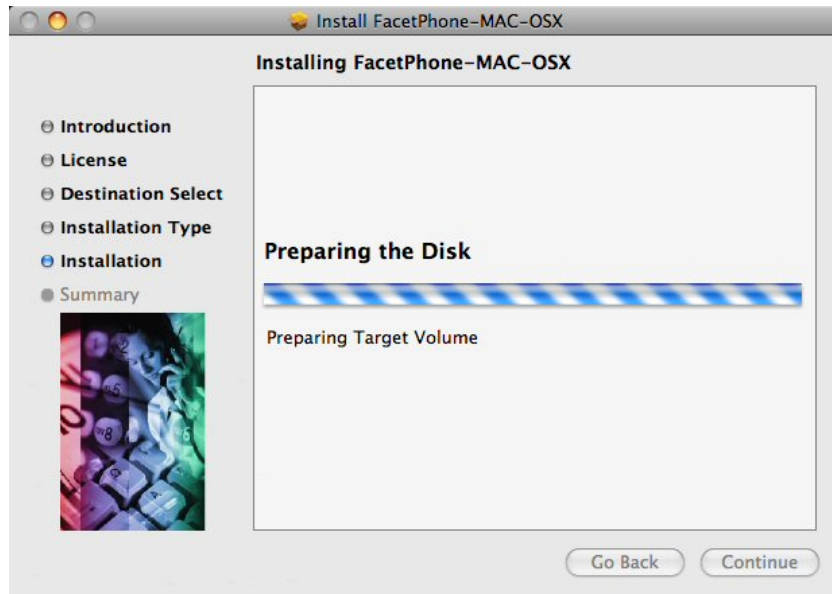 Install FacetPhone-MAC-OSX
Installing FacetPhone-MAC-OSX
Introduction
License
Destination Select
Installation Type
Installation
Summary
Preparing the Disk
Preparing Target Volume
Go Back
Continue